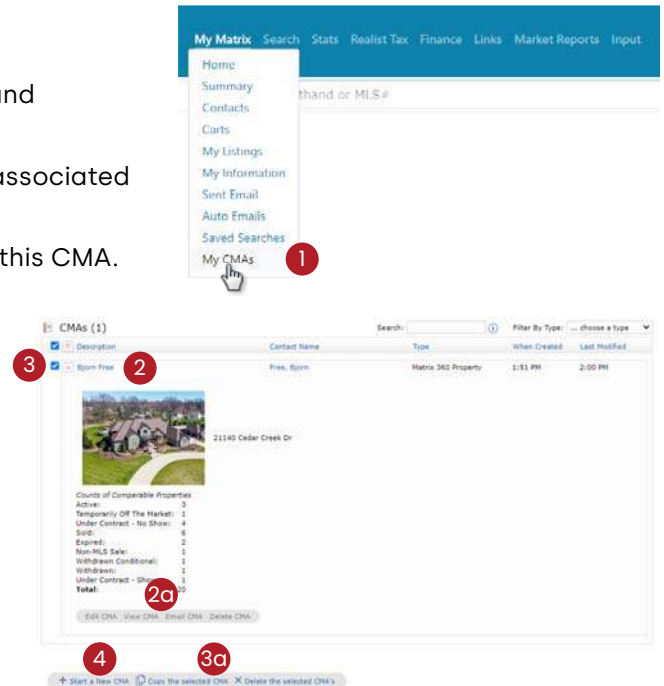 My Matrix Search Stats Realist Tax Finance Links Market Reports Input
Home
Summary
thand or MLS#
Contacts
Carts
My Listings
My Information
Sent Email
Auto Emails
Saved Searches
My CMAs
1
and
associated
this CMA.
CMAs (1)
Search:
Filter By Type: ... choose a type
Description Contact Name Type When Created Last Modified
3
Bjorn Free
2
Free, Bjorn Matrix 360 Property 1:51 PM 2:00 PM
21140 Cedar Creek Dr
Counts of Comparable Properties
Active: 3
Temporarily Off The Market: 1
Under Contract - No Show: 4
Sold: 6
Expired: 2
Non-MLS Sale: 1
Withdrawn Conditional: 1
Withdrawn: 1
Under Contract - Show 1
Total: 20
2a
Edit CMA View CMA Email CMA Delete CMA
4
3a
+ Start a New CMA Copy the selected CMA X Delete the selected CMA's